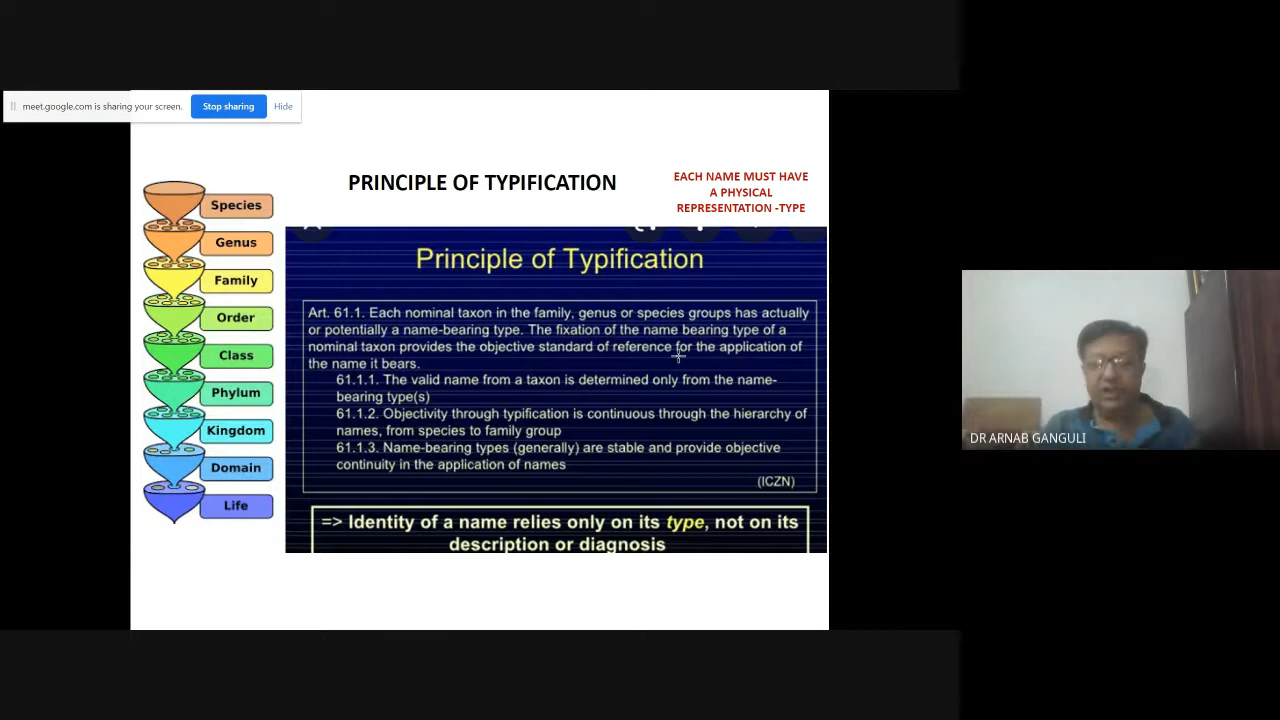 meet.google.com is sharing your screen.
Stop sharing
Hide
PRINCIPLE OF TYPIFICATION
EACH NAME MUST HAVE
A PHYSICAL
REPRESENTATION -TYPE
Species
Genus
Family
Order
Class
Phylum
Kingdom
Domain
Life
Principle of Typification
Art. 61.1. Each nominal taxon in the family, genus or species groups has actually
or potentially a name-bearing type. The fixation of the name bearing type of a
nominal taxon provides the objective standard of reference for the application of
the name it bears.
61.1.1. The valid name from a taxon is determined only from the name-
bearing type(s)
61.1.2. Objectivity through typification is continuous through the hierarchy of
names, from species to family group
61.1.3. Name-bearing types (generally) are stable and provide objective
continuity in the application of names
(ICZN)
=> Identity of a name relies only on its type, not on its
description or diagnosis
DR ARNAB GANGULI